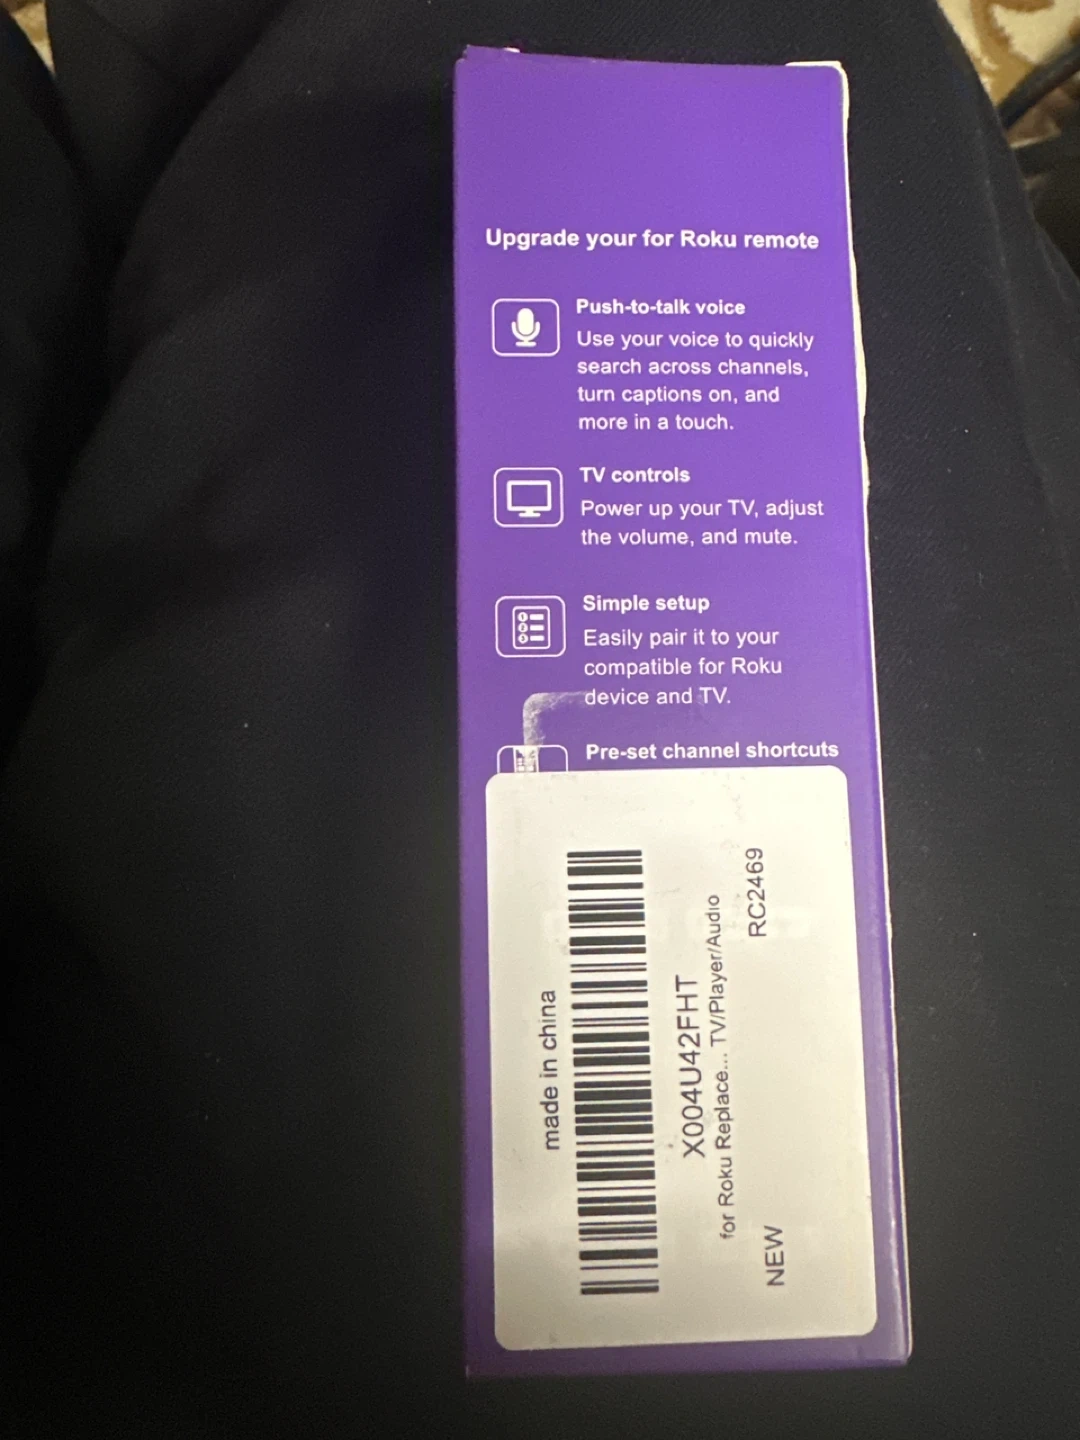 Upgrade your for Roku remote
Push-to-talk voice
Use your voice to quickly
search across channels,
turn captions on, and
more in a touch.
TV controls
Power up your TV, adjust
the volume, and mute.
Simple setup
Easily pair it to your
compatible for Roku
device and TV.
Pre-set channel shortcuts
made in china
X004U42FHT
for Roku Replace... TV/Player/Audio
NEW RC2469